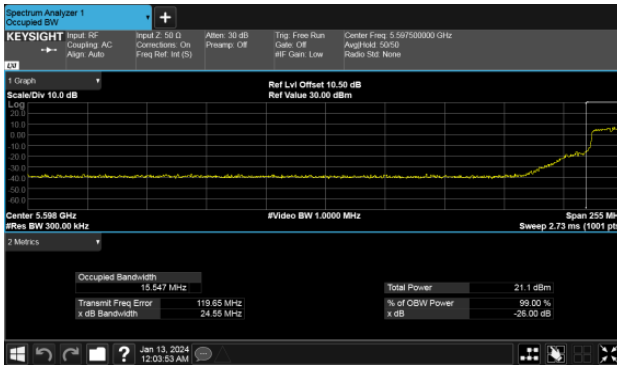 Spectrum Analyzer 1
Occupied BW
KEYSIGHT
Input: RF
Coupling: AC
Align: Auto
Input Z: 50 Ω
Corrections: On
Freq Ref: Int (S)
Atten: 30 dB
Preamp: Off
Trig: Free Run
Gate: Off
#IF Gain: Low
Center Freq: 5.597500000 GHz
Avg|Hold: 50/50
Radio Std: None
LXI
1 Graph
Scale/Div 10.0 dB
Ref Lvl Offset 10.50 dB
Ref Value 30.00 dBm
Log
20.0
10.0
0.00
-10.0
-20.0
-30.0
-40.0
-50.0
-60.0
Center 5.598 GHz
#Res BW 300.00 kHz
#Video BW 1.0000 MHz
Span 255 MH
Sweep 2.73 ms (1001 pts
2 Metrics
Occupied Bandwidth
15.547 MHz
Transmit Freq Error 119.65 MHz
x dB Bandwidth 24.55 MHz
Total Power 21.1 dBm
% of OBW Power 99.00 %
x dB -26.00 dB
?
Jan 13, 2024
12:03:53 AM